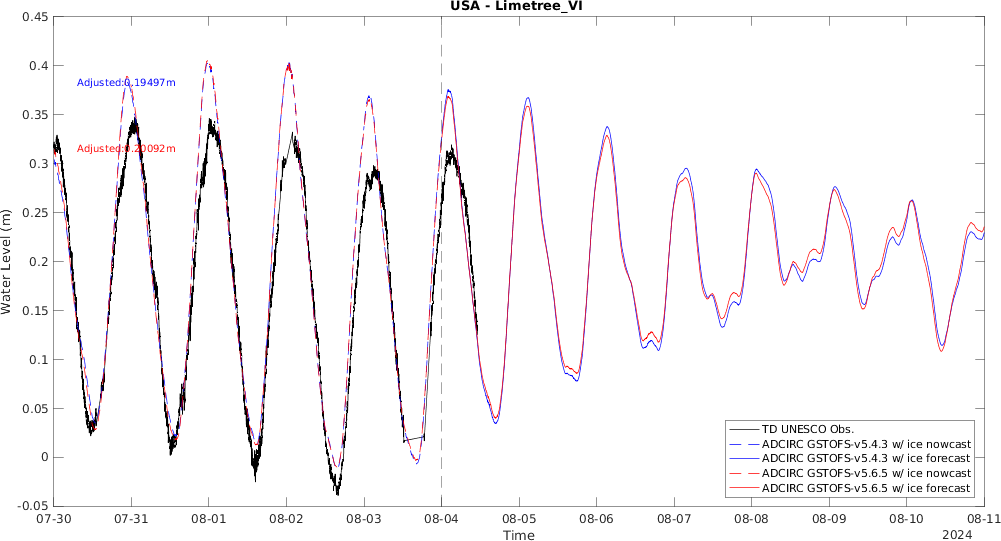 USA - Limetree_VI
0.45
0.4
0.35
0.3
0.25
0.2
0.15
0.1
0.05
0
-0.05
Water Level (m)
Adjusted:0.19497m
Adjusted:0.20092m
TD UNESCO Obs.
ADCIRC GSTOFS-v5.4.3 w/ ice nowcast
ADCIRC GSTOFS-v5.4.3 w/ ice forecast
ADCIRC GSTOFS-v5.6.5 w/ ice nowcast
ADCIRC GSTOFS-v5.6.5 w/ ice forecast
07-30 07-31 08-01 08-02 08-03 08-04 08-05 08-06 08-07 08-08 08-09 08-10 08-11
Time
2024